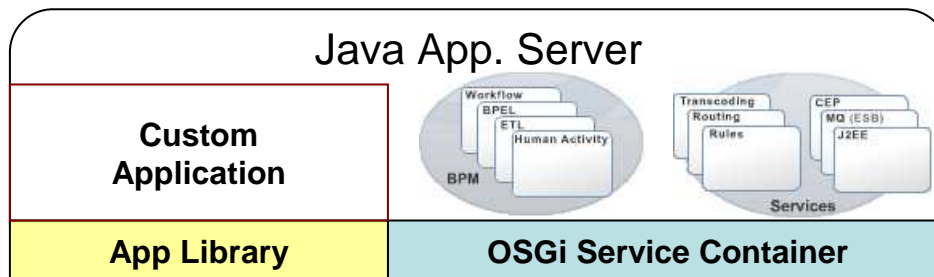 Java App. Server
Custom
Application
Workflow
BPEL
ETL
Human Activity
BPM
Transcoding
Routing
Rules
CEP
MQ (ESB)
J2EE
Services
App Library
OSGi Service Container